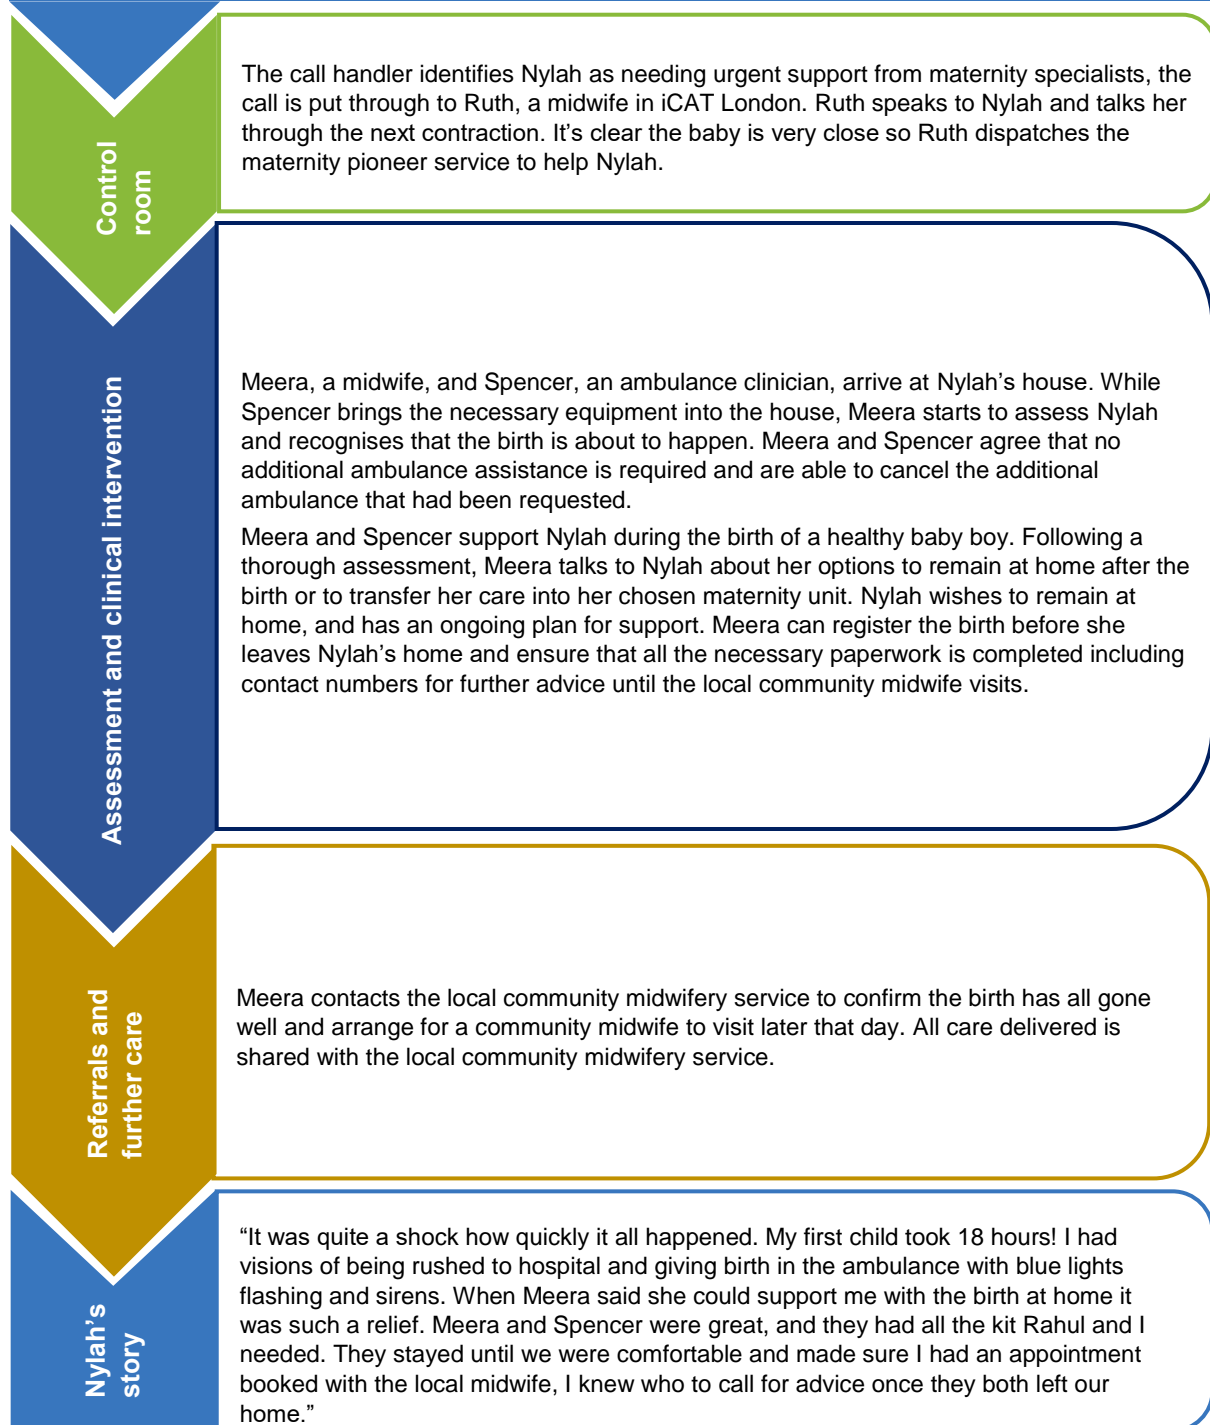 Control
room
The call handler identifies Nylah as needing urgent support from maternity specialists, the
call is put through to Ruth, a midwife in iCAT London. Ruth speaks to Nylah and talks her
through the next contraction. It’s clear the baby is very close so Ruth dispatches the
maternity pioneer service to help Nylah.
Assessment and clinical intervention
Meera, a midwife, and Spencer, an ambulance clinician, arrive at Nylah’s house. While
Spencer brings the necessary equipment into the house, Meera starts to assess Nylah
and recognises that the birth is about to happen. Meera and Spencer agree that no
additional ambulance assistance is required and are able to cancel the additional
ambulance that had been requested.
Meera and Spencer support Nylah during the birth of a healthy baby boy. Following a
thorough assessment, Meera talks to Nylah about her options to remain at home after the
birth or to transfer her care into her chosen maternity unit. Nylah wishes to remain at
home, and has an ongoing plan for support. Meera can register the birth before she
leaves Nylah’s home and ensure that all the necessary paperwork is completed including
contact numbers for further advice until the local community midwife visits.
Referrals and
further care
Meera contacts the local community midwifery service to confirm the birth has all gone
well and arrange for a community midwife to visit later that day. All care delivered is
shared with the local community midwifery service.
Nylah’s
story
“It was quite a shock how quickly it all happened. My first child took 18 hours! I had
visions of being rushed to hospital and giving birth in the ambulance with blue lights
flashing and sirens. When Meera said she could support me with the birth at home it
was such a relief. Meera and Spencer were great, and they had all the kit Rahul and I
needed. They stayed until we were comfortable and made sure I had an appointment
booked with the local midwife, I knew who to call for advice once they both left our
home.”